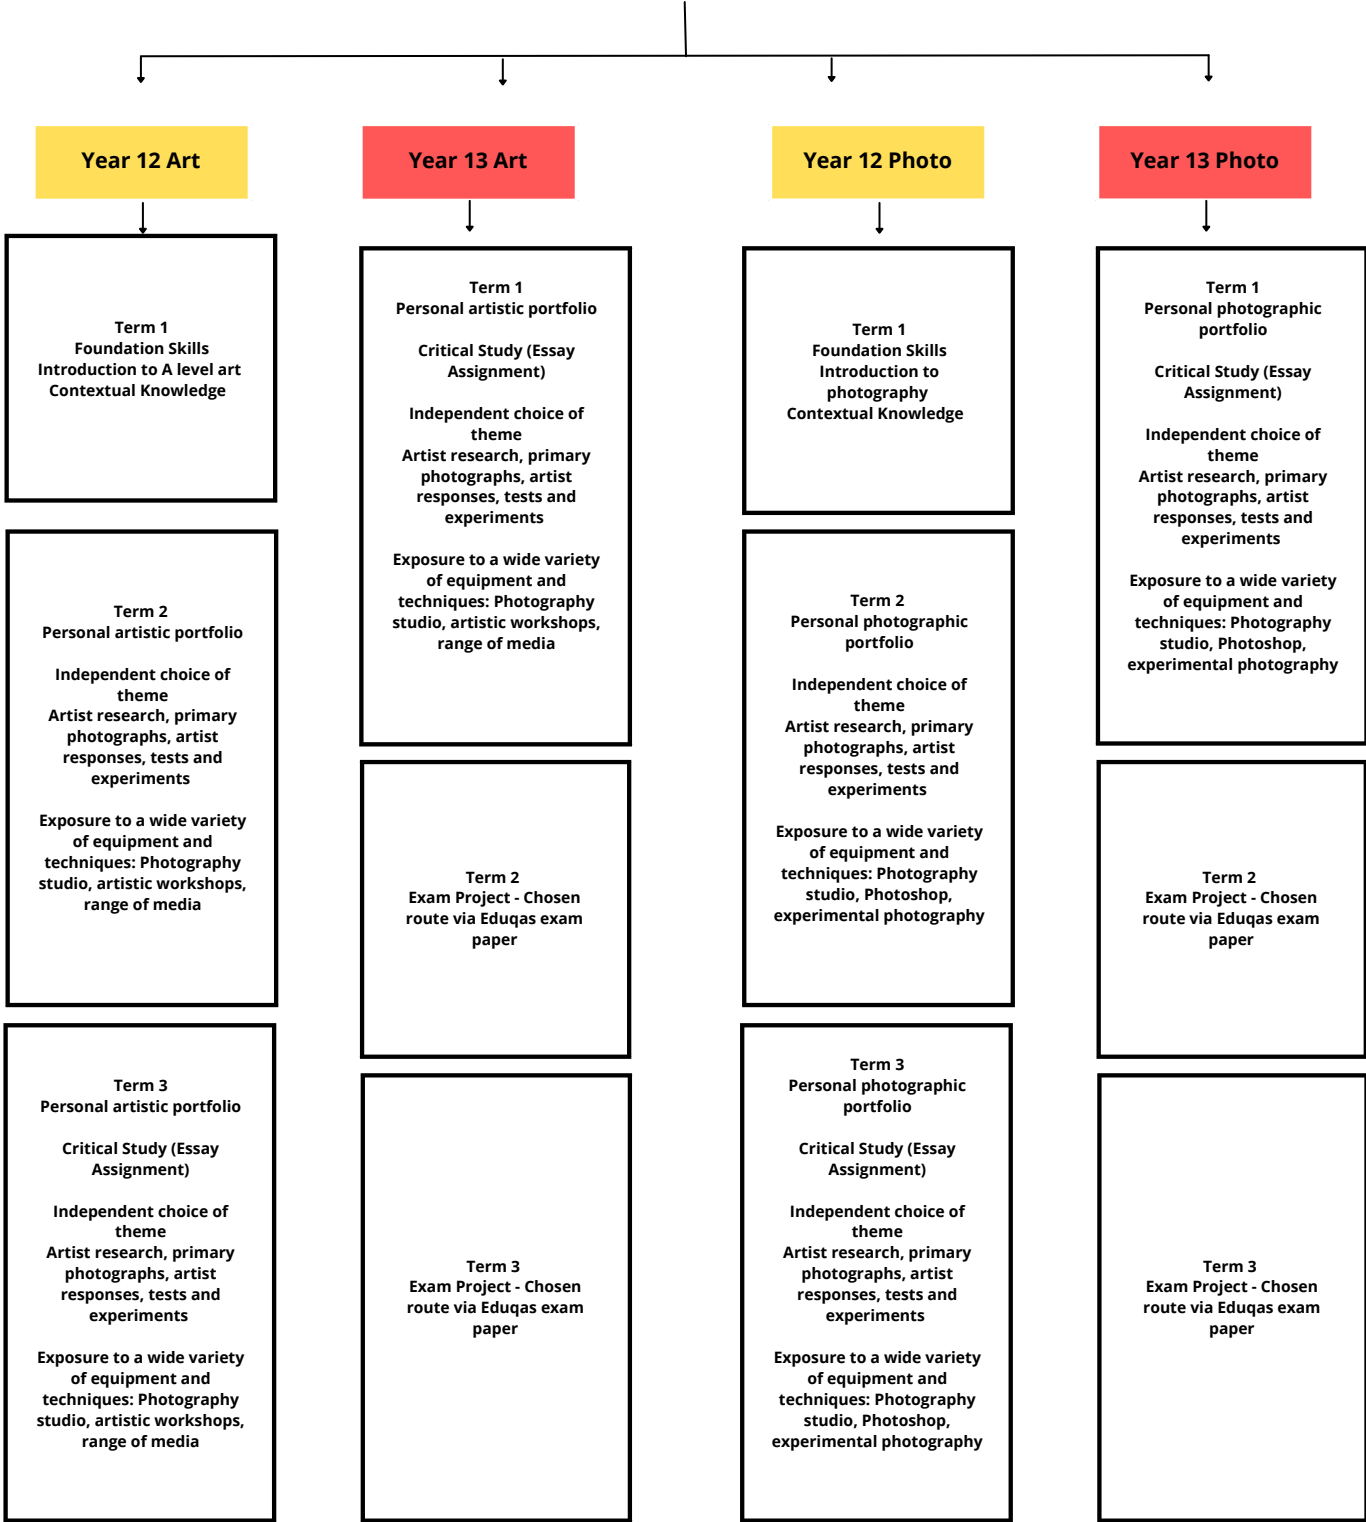 Year 12 Art
Year 13 Art
Year 12 Photo
Year 13 Photo
Term 1
Foundation Skills
Introduction to A level art
Contextual Knowledge
Term 2
Personal artistic portfolio
Independent choice of
theme
Artist research, primary
photographs, artist
responses, tests and
experiments
Exposure to a wide variety
of equipment and
techniques: Photography
studio, artistic workshops,
range of media
Term 3
Personal artistic portfolio
Critical Study (Essay
Assignment)
Independent choice of
theme
Artist research, primary
photographs, artist
responses, tests and
experiments
Exposure to a wide variety
of equipment and
techniques: Photography
studio, artistic workshops,
range of media
Term 1
Personal artistic portfolio
Critical Study (Essay
Assignment)
Independent choice of
theme
Artist research, primary
photographs, artist
responses, tests and
experiments
Exposure to a wide variety
of equipment and
techniques: Photography
studio, artistic workshops,
range of media
Term 2
Exam Project - Chosen
route via Eduqas exam
paper
Term 3
Exam Project - Chosen
route via Eduqas exam
paper
Term 1
Foundation Skills
Introduction to
photography
Contextual Knowledge
Term 2
Personal photographic
portfolio
Independent choice of
theme
Artist research, primary
photographs, artist
responses, tests and
experiments
Exposure to a wide variety
of equipment and
techniques: Photography
studio, Photoshop,
experimental photography
Term 3
Personal photographic
portfolio
Critical Study (Essay
Assignment)
Independent choice of
theme
Artist research, primary
photographs, artist
responses, tests and
experiments
Exposure to a wide variety
of equipment and
techniques: Photography
studio, Photoshop,
experimental photography
Term 1
Personal photographic
portfolio
Critical Study (Essay
Assignment)
Independent choice of
theme
Artist research, primary
photographs, artist
responses, tests and
experiments
Exposure to a wide variety
of equipment and
techniques: Photography
studio, Photoshop,
experimental photography
Term 2
Exam Project - Chosen
route via Eduqas exam
paper
Term 3
Exam Project - Chosen
route via Eduqas exam
paper